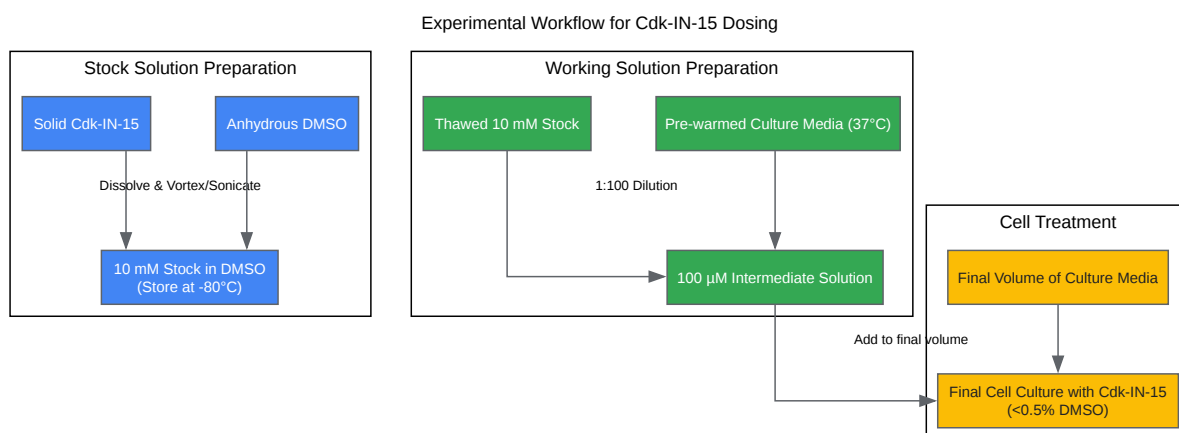 Experimental Workflow for Cdk-IN-15 Dosing
Stock Solution Preparation
Solid Cdk-IN-15
Anhydrous DMSO
Dissolve & Vortex/Sonicate
10 mM Stock in DMSO
(Store at -80°C)
Working Solution Preparation
Thawed 10 mM Stock
Pre-warmed Culture Media (37°C)
1:100 Dilution
100 µM Intermediate Solution
Cell Treatment
Final Volume of Culture Media
Add to final volume
Final Cell Culture with Cdk-IN-15
(<0.5% DMSO)